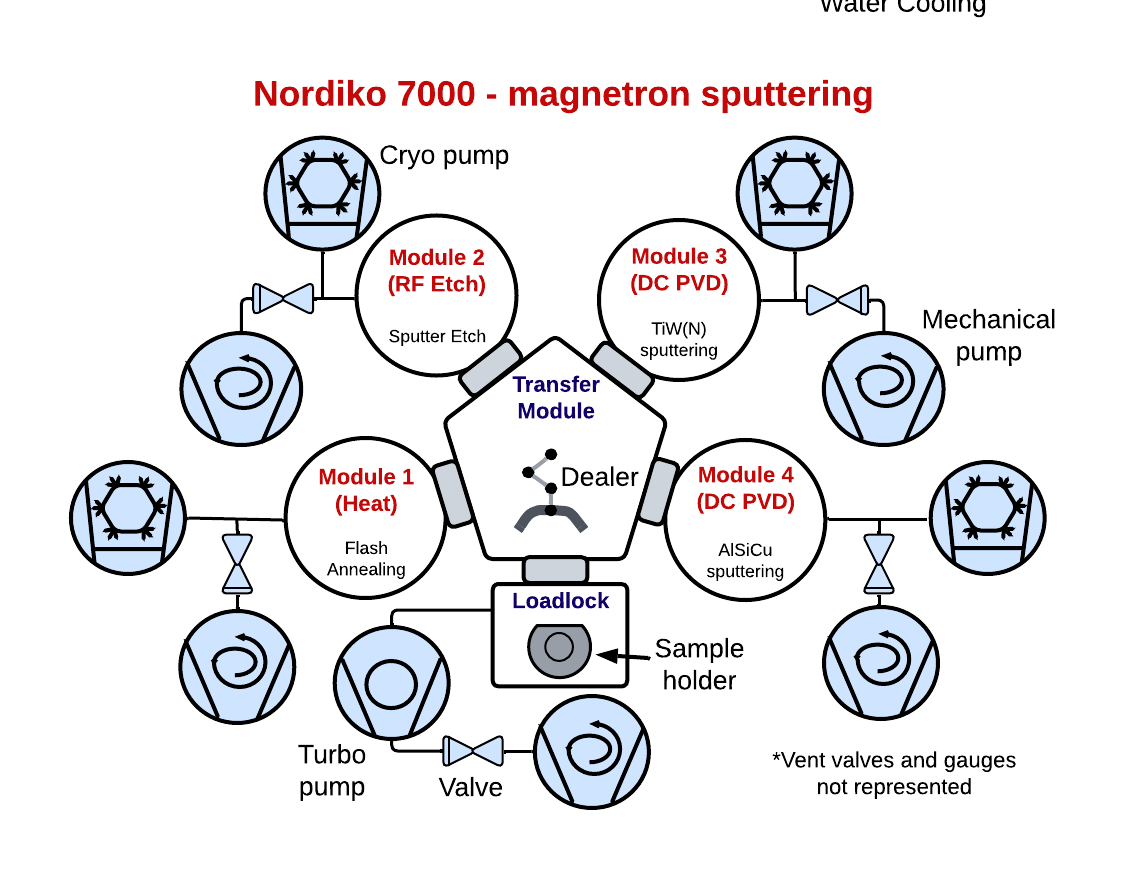 Water Cooling
Nordiko 7000 - magnetron sputtering
Cryo pump
Module 2
(RF Etch)
Sputter Etch
Module 3
(DC PVD)
TiW(N)
sputtering
Mechanical
pump
Transfer
Module
Dealer
Module 1
(Heat)
Flash
Annealing
Module 4
(DC PVD)
AlSiCu
sputtering
Loadlock
Sample
holder
Turbo
pump
Valve
*Vent valves and gauges
not represented